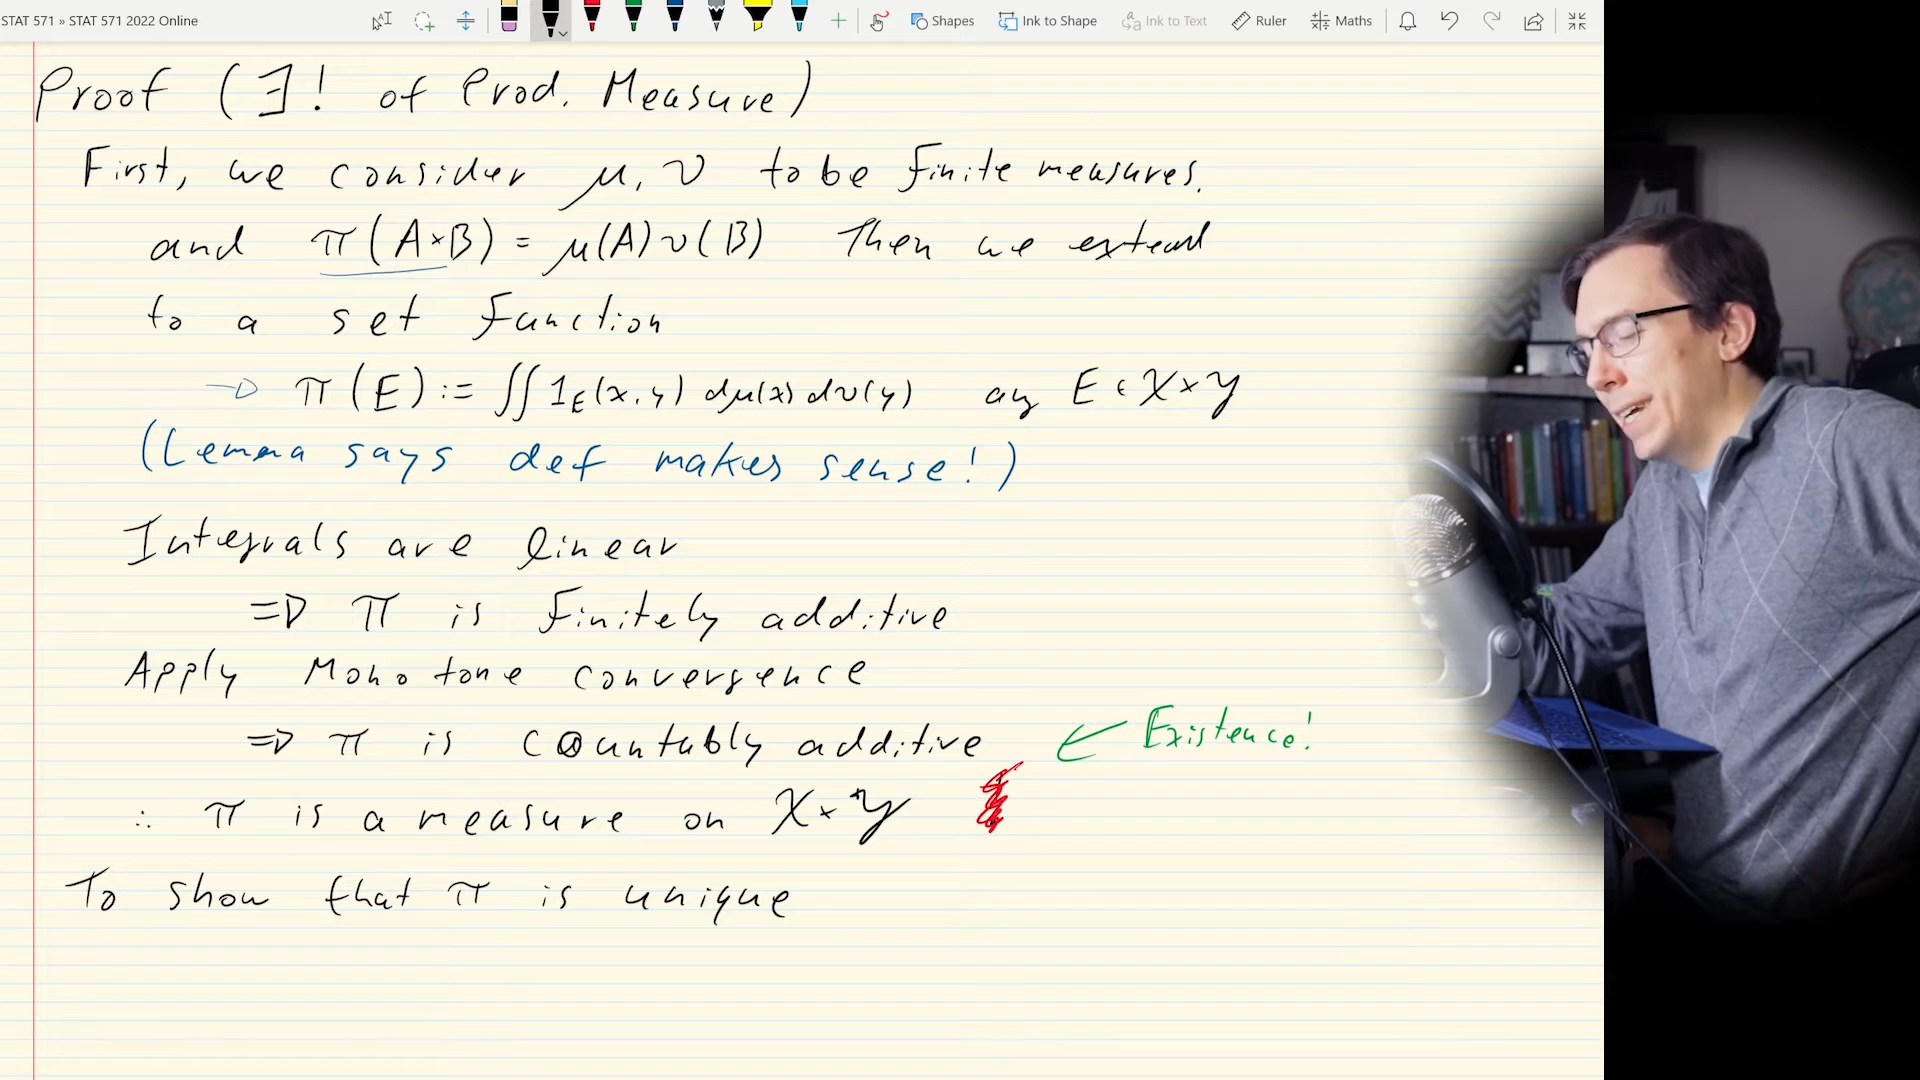 STAT 571 » STAT 571 2022 Online
Shapes Ink to Shape Ink to Text Ruler Maths
Proof (∃! of Prod. Measure)
First, we consider μ, ν to be finite measures.
and π(A×B) = μ(A)ν(B) Then we extend
to a set function
→ π(E) := ∬ 1_E(x,y) dμ(x) dν(y) any E ∈ X×Y
(Lemma says def makes sense!)
Integrals are linear
⇒ π is finitely additive
Apply Monotone convergence
⇒ π is countably additive ← Existence!
∴ π is a measure on X×Y
To show that π is unique